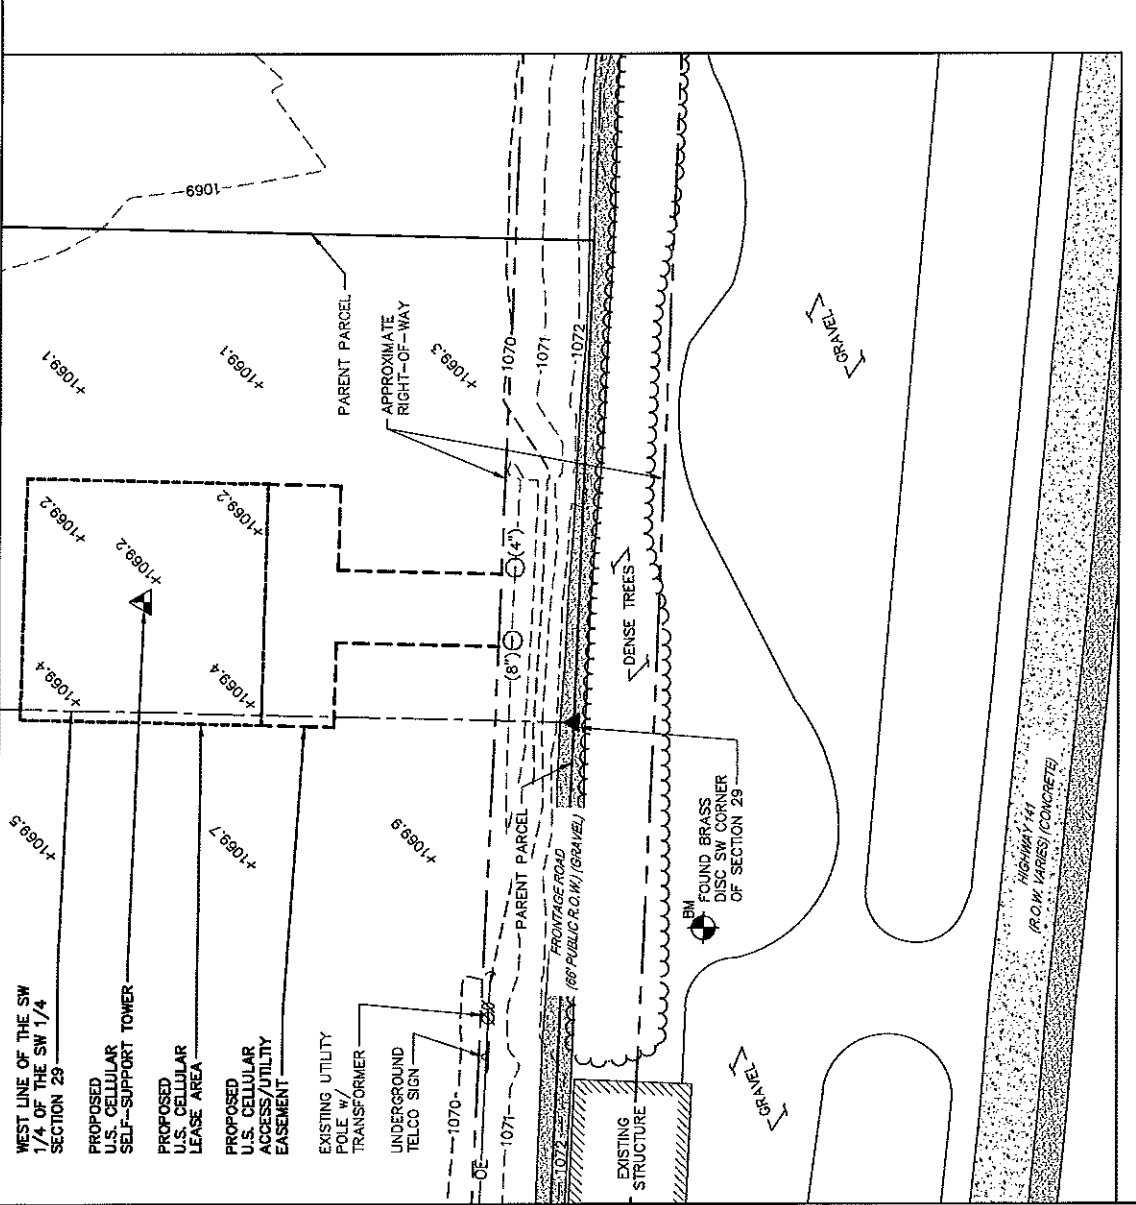 WEST LINE OF THE SW
1/4 OF THE SW 1/4
SECTION 29
PROPOSED
U.S. CELLULAR
SELF-SUPPORT TOWER
PROPOSED
U.S. CELLULAR
LEASE AREA
PROPOSED
U.S. CELLULAR
ACCESS/UTILITY
EASEMENT
EXISTING UTILITY
POLE w/
TRANSFORMER
UNDERGROUND
TELCO SIGN
1070
OE
1071
1072
EXISTING
STRUCTURE
+1069.5
+1069.7
+1069.9
+1069.4
+1069.4
+1069.2
+1069.2
+1069.2
+1069.1
+1069.1
+1069.3
1069
PARENT PARCEL
APPROXIMATE
RIGHT-OF-WAY
1070
1071
1072
(8")
(4")
PARENT PARCEL
FRONTAGE ROAD
(66' PUBLIC R.O.W.) (GRAVEL)
DENSE TREES
BM
FOUND BRASS
DISC SW CORNER
OF SECTION 29
GRAVEL
GRAVEL
HIGHWAY 141
(R.O.W. VARIES) (CONCRETE)